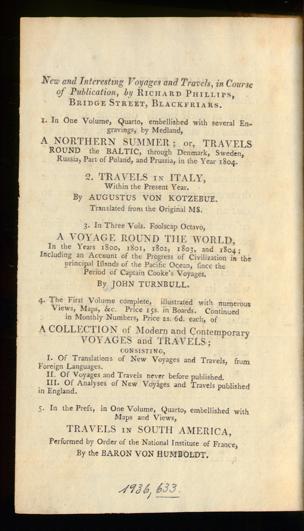 New and Interesting Voyages and Travels, in Course
of Publication, by RICHARD PHILLIPS,
BRIDGE STREET, BLACKFRIARS.
1. In One Volume, Quarto, embellished with several En-
gravings, by Medland,
A NORTHERN SUMMER; or, TRAVELS
ROUND the BALTIC, through Denmark, Sweden,
Russia, Part of Poland, and Prussia, in the Year 1804.
2. TRAVELS IN ITALY,
Within the Present Year.
By AUGUSTUS VON KOTZEBUE.
Translated from the Original MS.
3. In Three Vols. Foolscap Octavo,
A VOYAGE ROUND THE WORLD,
In the Years 1800, 1801, 1802, 1803, and 1804;
Including an Account of the Progress of Civilization in the
principal Islands of the Pacific Ocean, since the
Period of Captain Cooke's Voyages.
By JOHN TURNBULL.
4. The First Volume complete, illustrated with numerous
Views, Maps, &c. Price 15s. in Boards. Continued
in Monthly Numbers, Price 2s. 6d. each, of
A COLLECTION of Modern and Contemporary
VOYAGES and TRAVELS;
CONSISTING,
I. Of Translations of New Voyages and Travels, from
Foreign Languages.
II. Of Voyages and Travels never before published.
III. Of Analyses of New Voyages and Travels published
in England.
5. In the Press, in One Volume, Quarto, embellished with
Maps and Views,
TRAVELS IN SOUTH AMERICA,
Performed by Order of the National Institute of France,
By the BARON VON HUMBOLDT.
1936, 633.